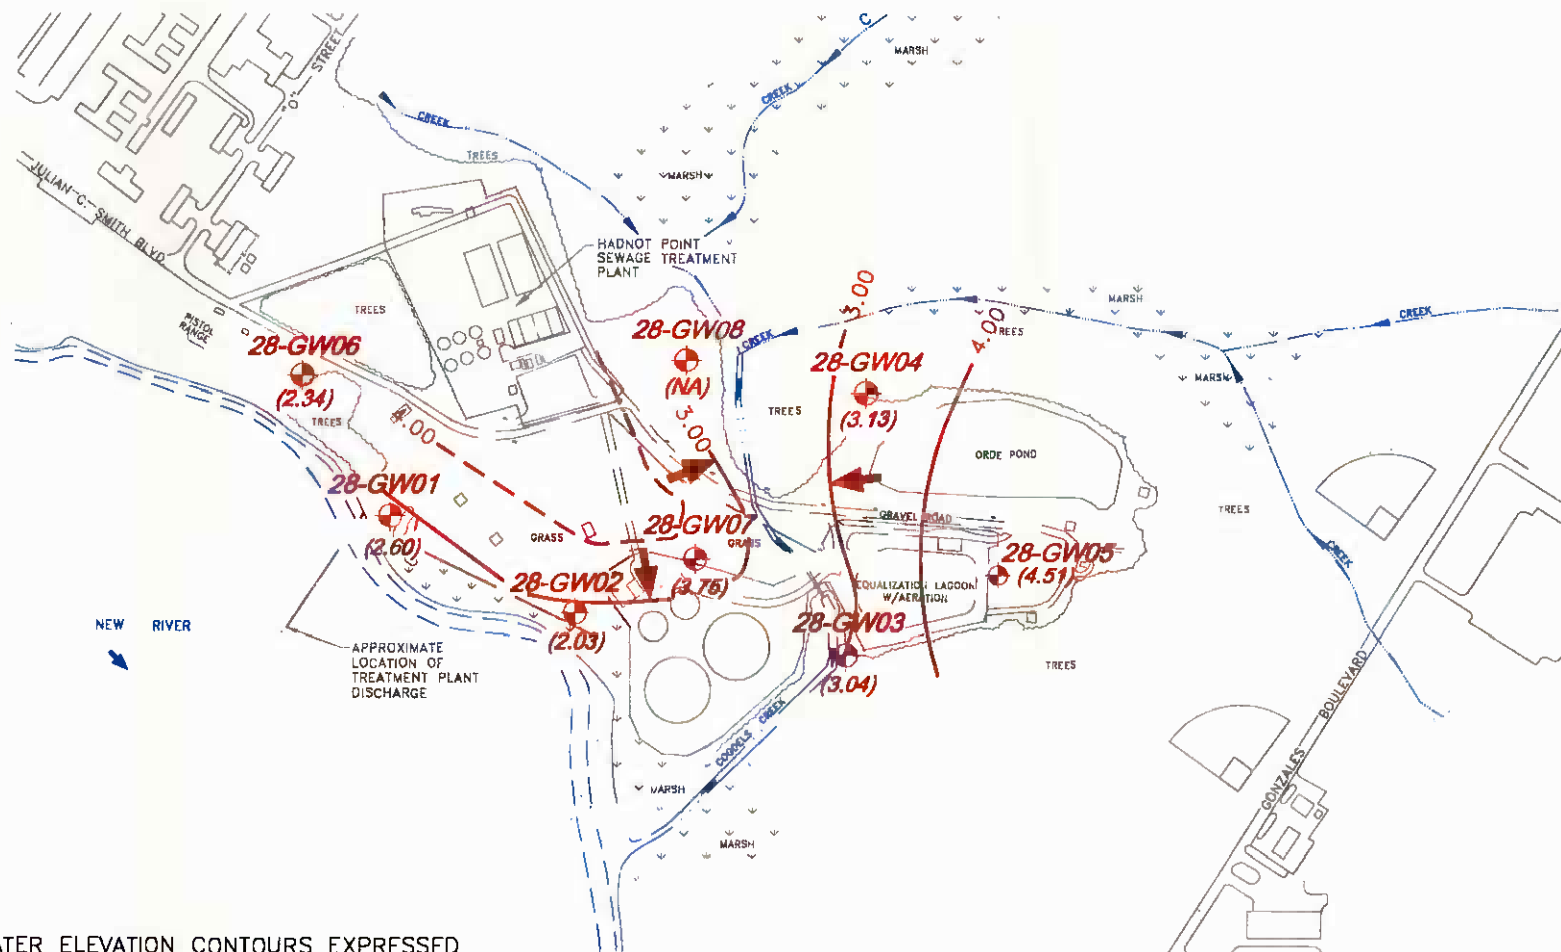 STREET
C
MARSH
CREEK
CREEK
TREES
MARSH
JULIAN C. SMITH BLVD
HADNOT POINT
SEWAGE TREATMENT
PLANT
PISTOL
RANGE
TREES
28-GW06
(2.34)
TREES
4.00
28-GW08
(NA)
3.00
CREEK
3.00
28-GW04
(3.13)
TREES
4.00
TREES
MARSH
CREEK
MARSH
ORDE POND
TREES
CREEK
28-GW01
(2.60)
GRASS
28-GW07
(3.76)
GRASS
GRAVEL ROAD
28-GW05
(4.51)
EQUALIZATION LAGOON
W/AERATION
28-GW02
(2.03)
28-GW03
(3.04)
TREES
NEW RIVER
APPROXIMATE
LOCATION OF
TREATMENT PLANT
DISCHARGE
COGDELS CREEK
MARSH
MARSH
GONZALES BOULEVARD
ATER ELEVATION CONTOURS EXPRESSED